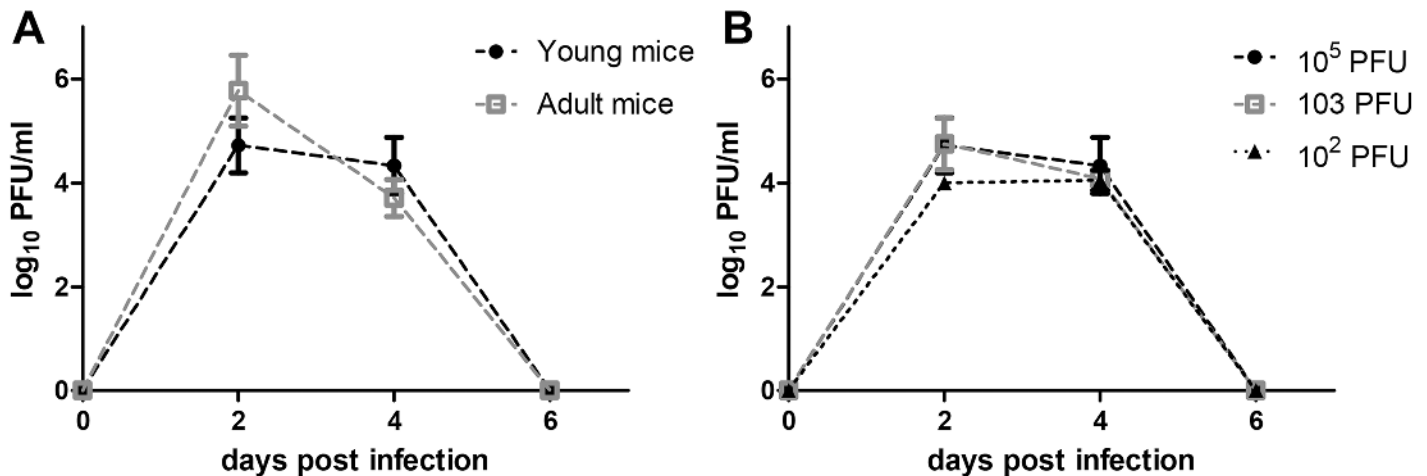 A
Young mice
Adult mice
log₁₀ PFU/ml
6
4
2
0
0 2 4 6
days post infection
B
10⁵ PFU
103 PFU
10² PFU
log₁₀ PFU/ml
6
4
2
0
0 2 4 6
days post infection